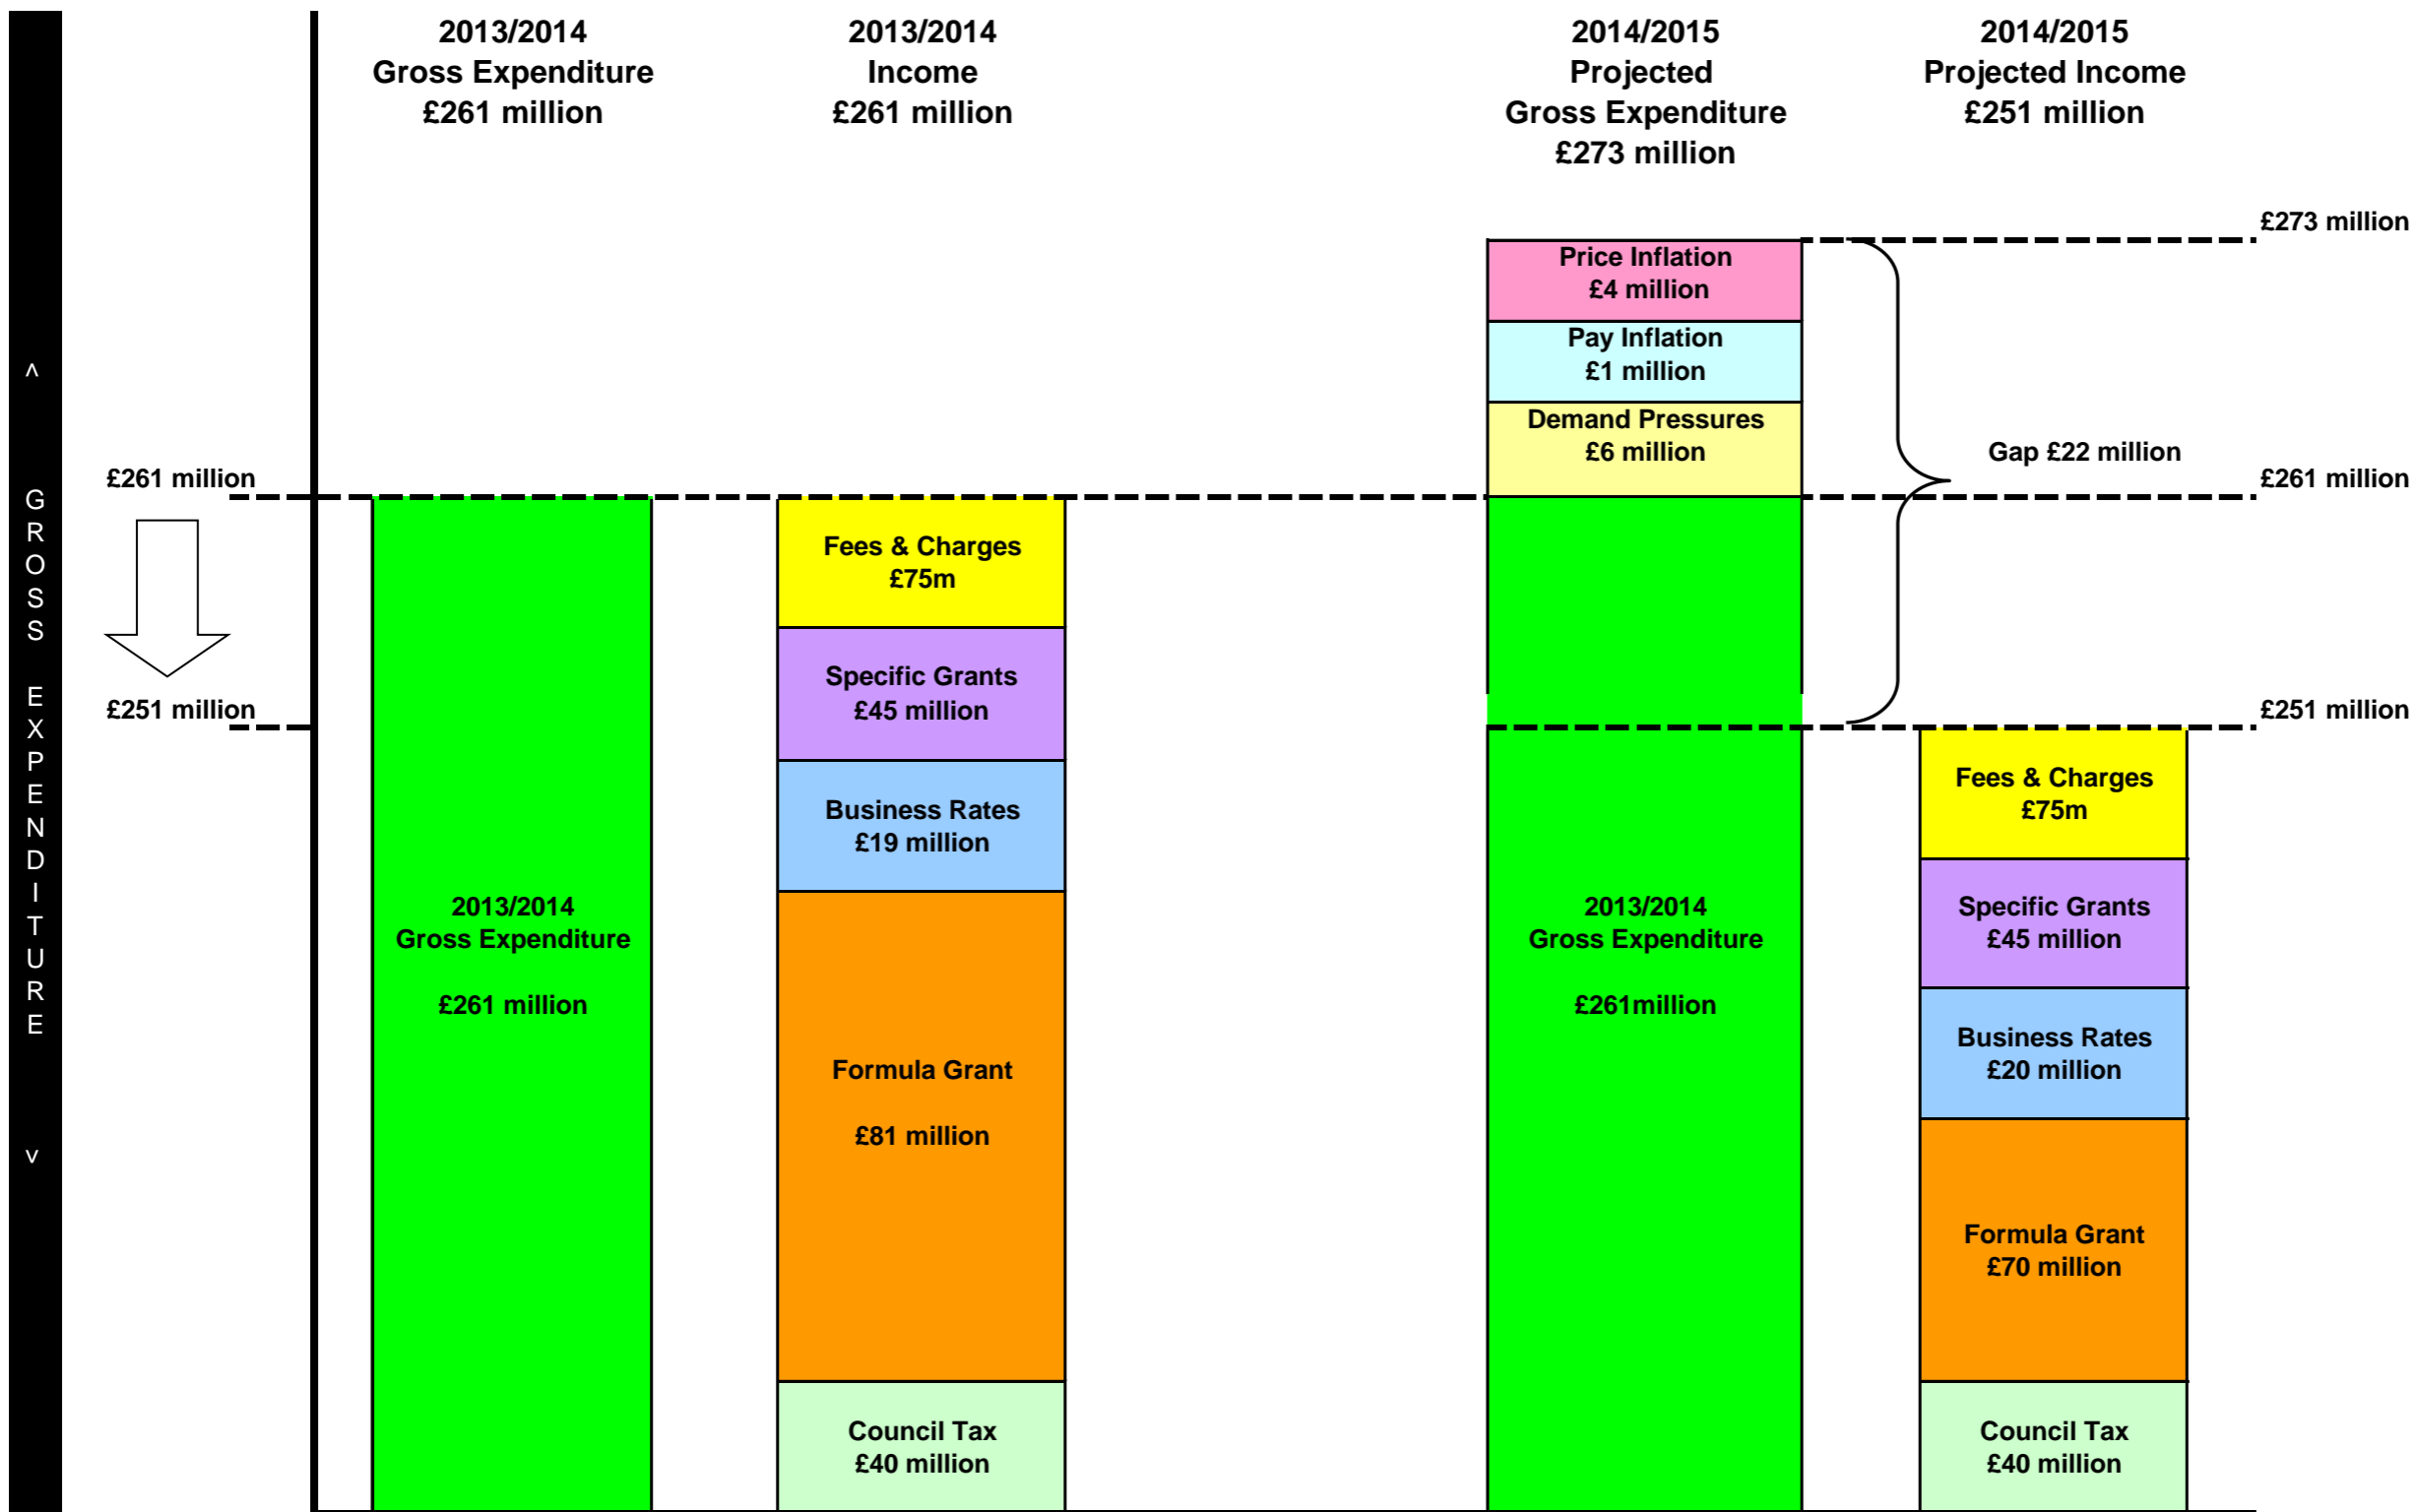 2013/2014
Gross Expenditure
£261 million
2013/2014
Income
£261 million
2014/2015
Projected
Gross Expenditure
£273 million
2014/2015
Projected Income
£251 million
< GROSS EXPENDITURE >
£261 million
£251 million
2013/2014
Gross Expenditure
£261 million
Fees & Charges
£75m
Specific Grants
£45 million
Business Rates
£19 million
Formula Grant
£81 million
Council Tax
£40 million
Price Inflation
£4 million
Pay Inflation
£1 million
Demand Pressures
£6 million
2013/2014
Gross Expenditure
£261million
Gap £22 million
Fees & Charges
£75m
Specific Grants
£45 million
Business Rates
£20 million
Formula Grant
£70 million
Council Tax
£40 million
£273 million
£261 million
£251 million